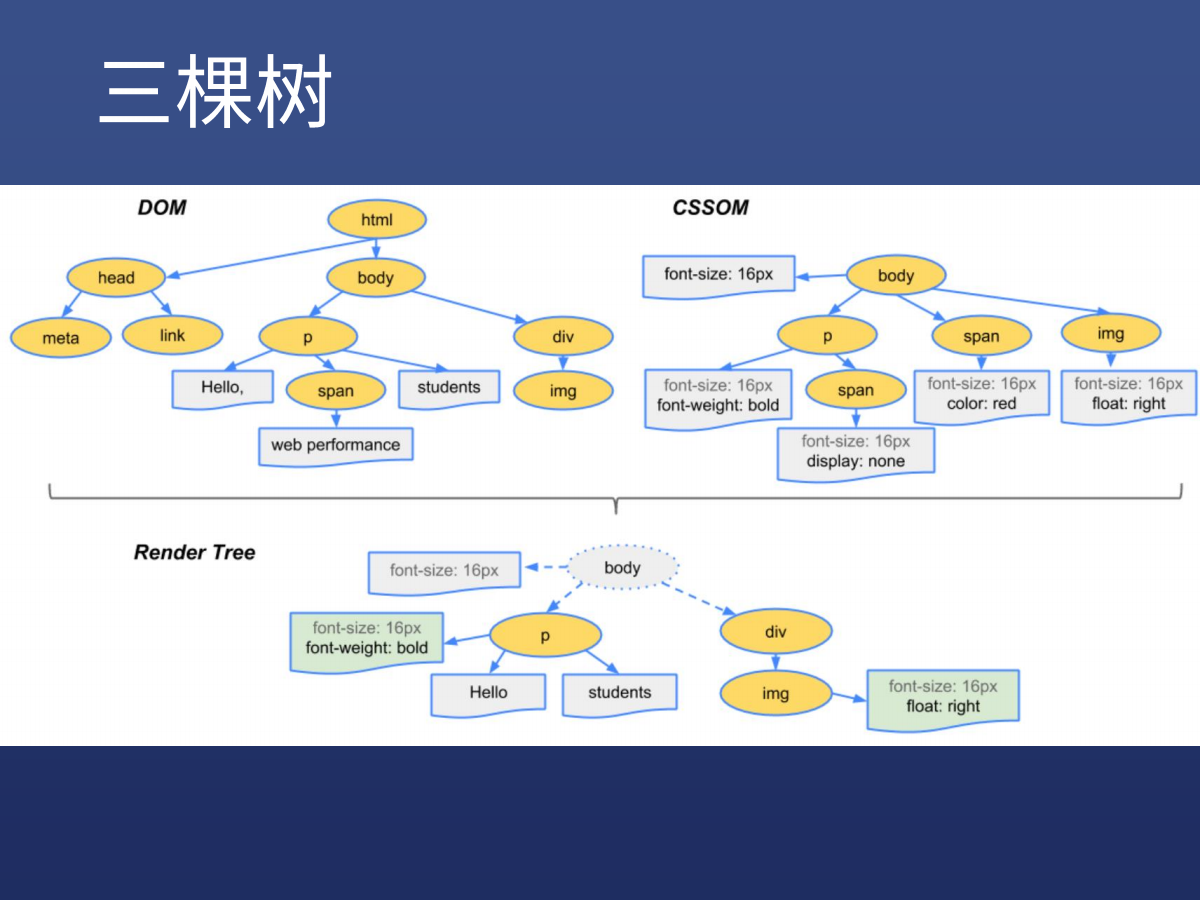 三棵树
DOM
html
head
body
meta
link
p
div
Hello,
span
students
img
web performance
CSSOM
font-size: 16px
body
p
span
img
font-size: 16px
font-weight: bold
span
font-size: 16px
color: red
font-size: 16px
float: right
font-size: 16px
display: none
Render Tree
font-size: 16px
body
font-size: 16px
font-weight: bold
p
div
Hello
students
img
font-size: 16px
float: right